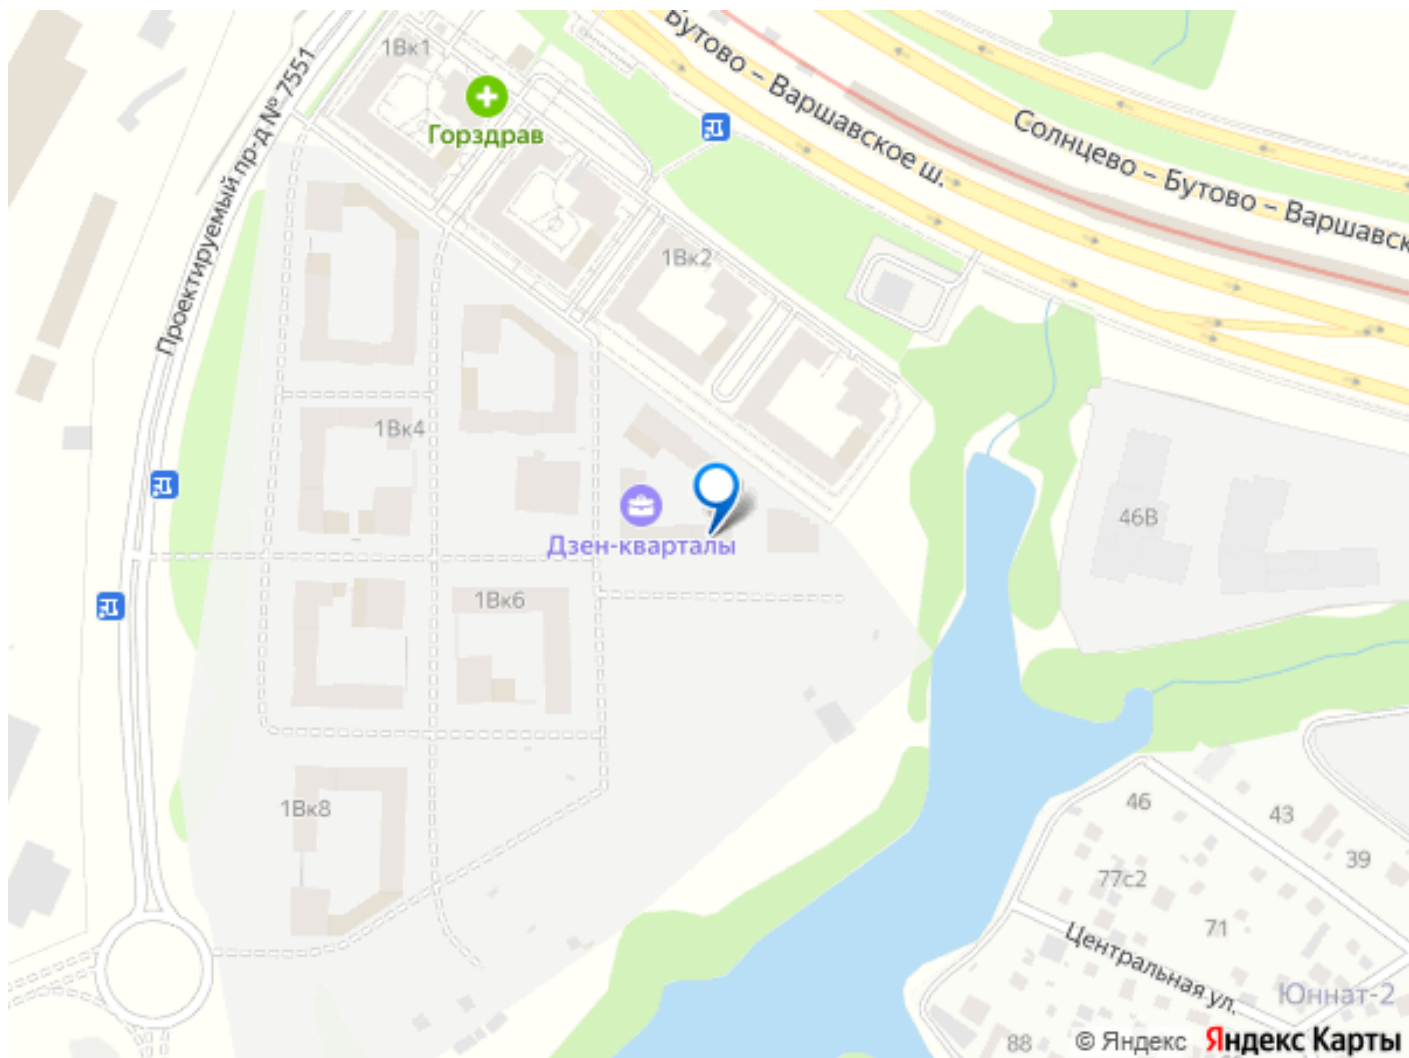 1Вк1
Бутово – Варшавское ш.
Проектируемый пр-д № 7551
Горздрав
Солнцево – Бутово – Варшавск
1Вк2
1Вк4
46В
Дзен-кварталы
1Вк6
1Вк8
46
43
39
77с2
71
Центральная ул.
Юннат-2
88
© Яндекс Яндекс Карты